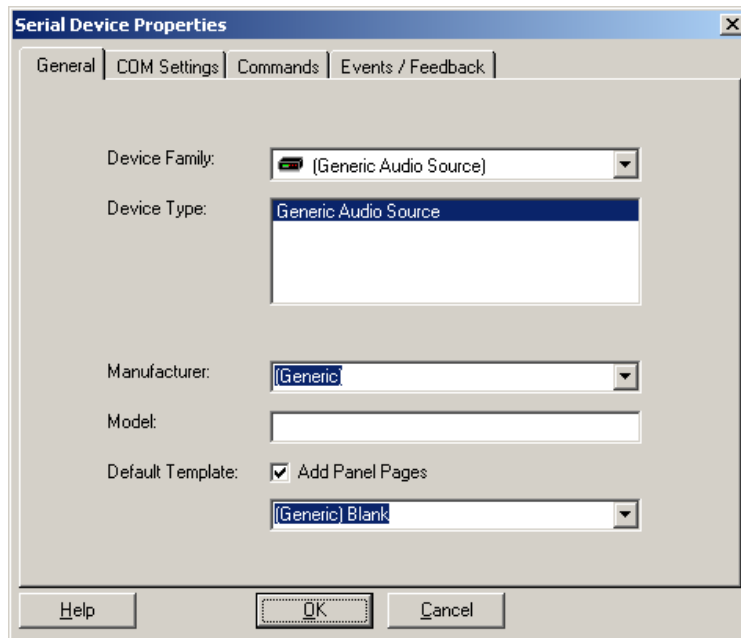 Serial Device Properties
General COM Settings Commands Events / Feedback
Device Family: (Generic Audio Source)
Device Type: Generic Audio Source
Manufacturer: (Generic)
Model:
Default Template: Add Panel Pages
(Generic) Blank
Help OK Cancel